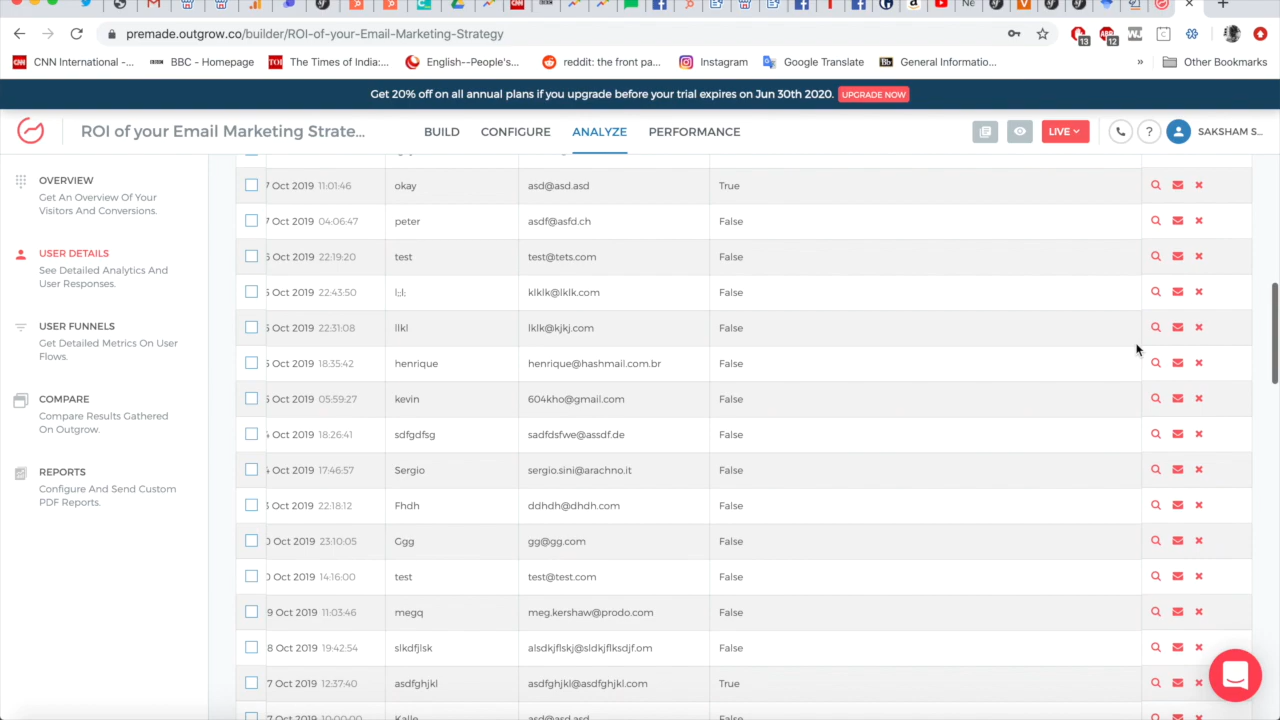 premade.outgrow.co/builder/ROI-of-your-Email-Marketing-Strategy
13
12
CNN International -...
BBC - Homepage
The Times of India:...
English--People's...
reddit: the front pa...
Instagram
Google Translate
General Informatio...
»
Other Bookmarks
Get 20% off on all annual plans if you upgrade before your trial expires on Jun 30th 2020. UPGRADE NOW
ROI of your Email Marketing Strate...
BUILD
CONFIGURE
ANALYZE
PERFORMANCE
LIVE
?
SAKSHAM S...
OVERVIEW
Get An Overview Of Your
Visitors And Conversions.
USER DETAILS
See Detailed Analytics And
User Responses.
USER FUNNELS
Get Detailed Metrics On User
Flows.
COMPARE
Compare Results Gathered
On Outgrow.
REPORTS
Configure And Send Custom
PDF Reports.
7 Oct 2019 11:01:46 okay asd@asd.asd True
7 Oct 2019 04:06:47 peter asdf@asfd.ch False
Oct 2019 22:19:20 test test@tets.com False
Oct 2019 22:43:50 l;;l; klklk@lklk.com False
Oct 2019 22:31:08 llkl lklk@kjkj.com False
Oct 2019 18:35:42 henrique henrique@hashmail.com.br False
Oct 2019 05:59:27 kevin 604kho@gmail.com False
Oct 2019 18:26:41 sdfgdfsg sadfdsfwe@assdf.de False
Oct 2019 17:46:57 Sergio sergio.sini@arachno.it False
Oct 2019 22:18:12 Fhdh ddhdh@dhdh.com False
Oct 2019 23:10:05 Ggg gg@gg.com False
Oct 2019 14:16:00 test test@test.com False
9 Oct 2019 11:03:46 megq meg.kershaw@prodo.com False
8 Oct 2019 19:42:54 slkdfjlsk alsdkjflskj@sldkjflksdjf.om False
7 Oct 2019 12:37:40 asdfghjkl asdfghjkl@asdfghjkl.com True
7 Oct 2019 10:00:00 Kalle asd@asd.asd False